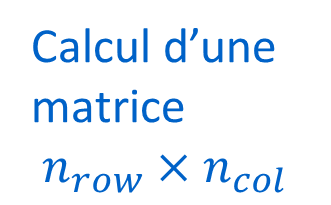 Calcul d’une
matrice
n_row × n_col